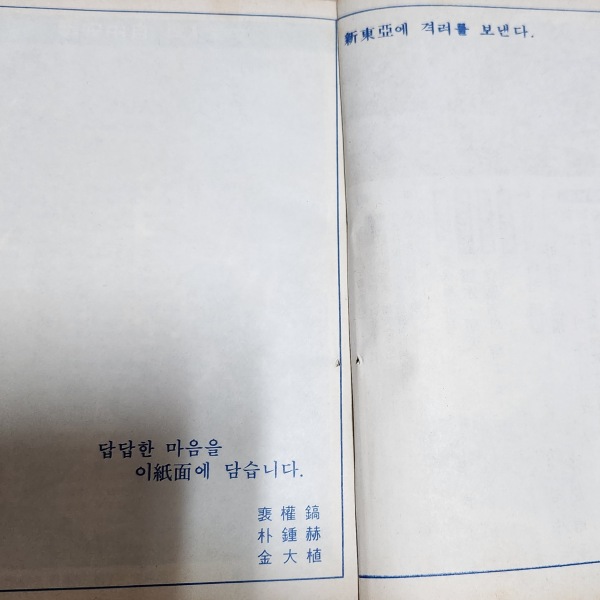 답답한 마음을
이紙面에 담습니다.
裵 權 鎬
朴 鍾 赫
金 大 植
新東亞에 격려를 보낸다.